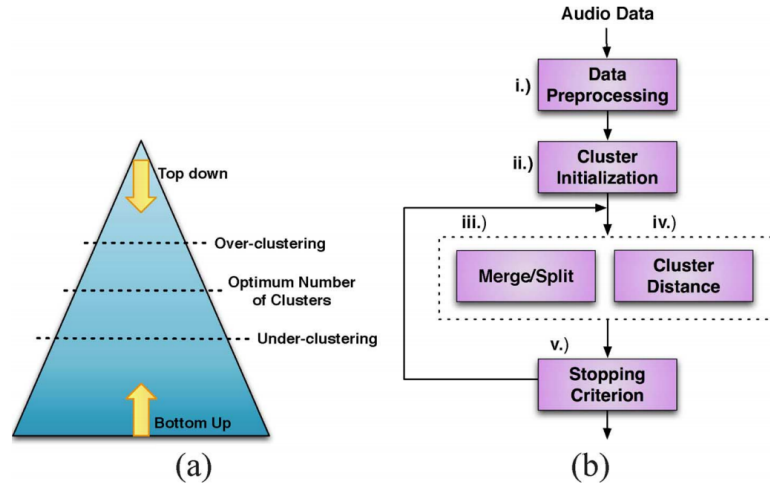 Top down
Over-clustering
Optimum Number
of Clusters
Under-clustering
Bottom Up
(a)
Audio Data
i.)
Data
Preprocessing
ii.)
Cluster
Initialization
iii.)
iv.)
Merge/Split
Cluster
Distance
v.)
Stopping
Criterion
(b)